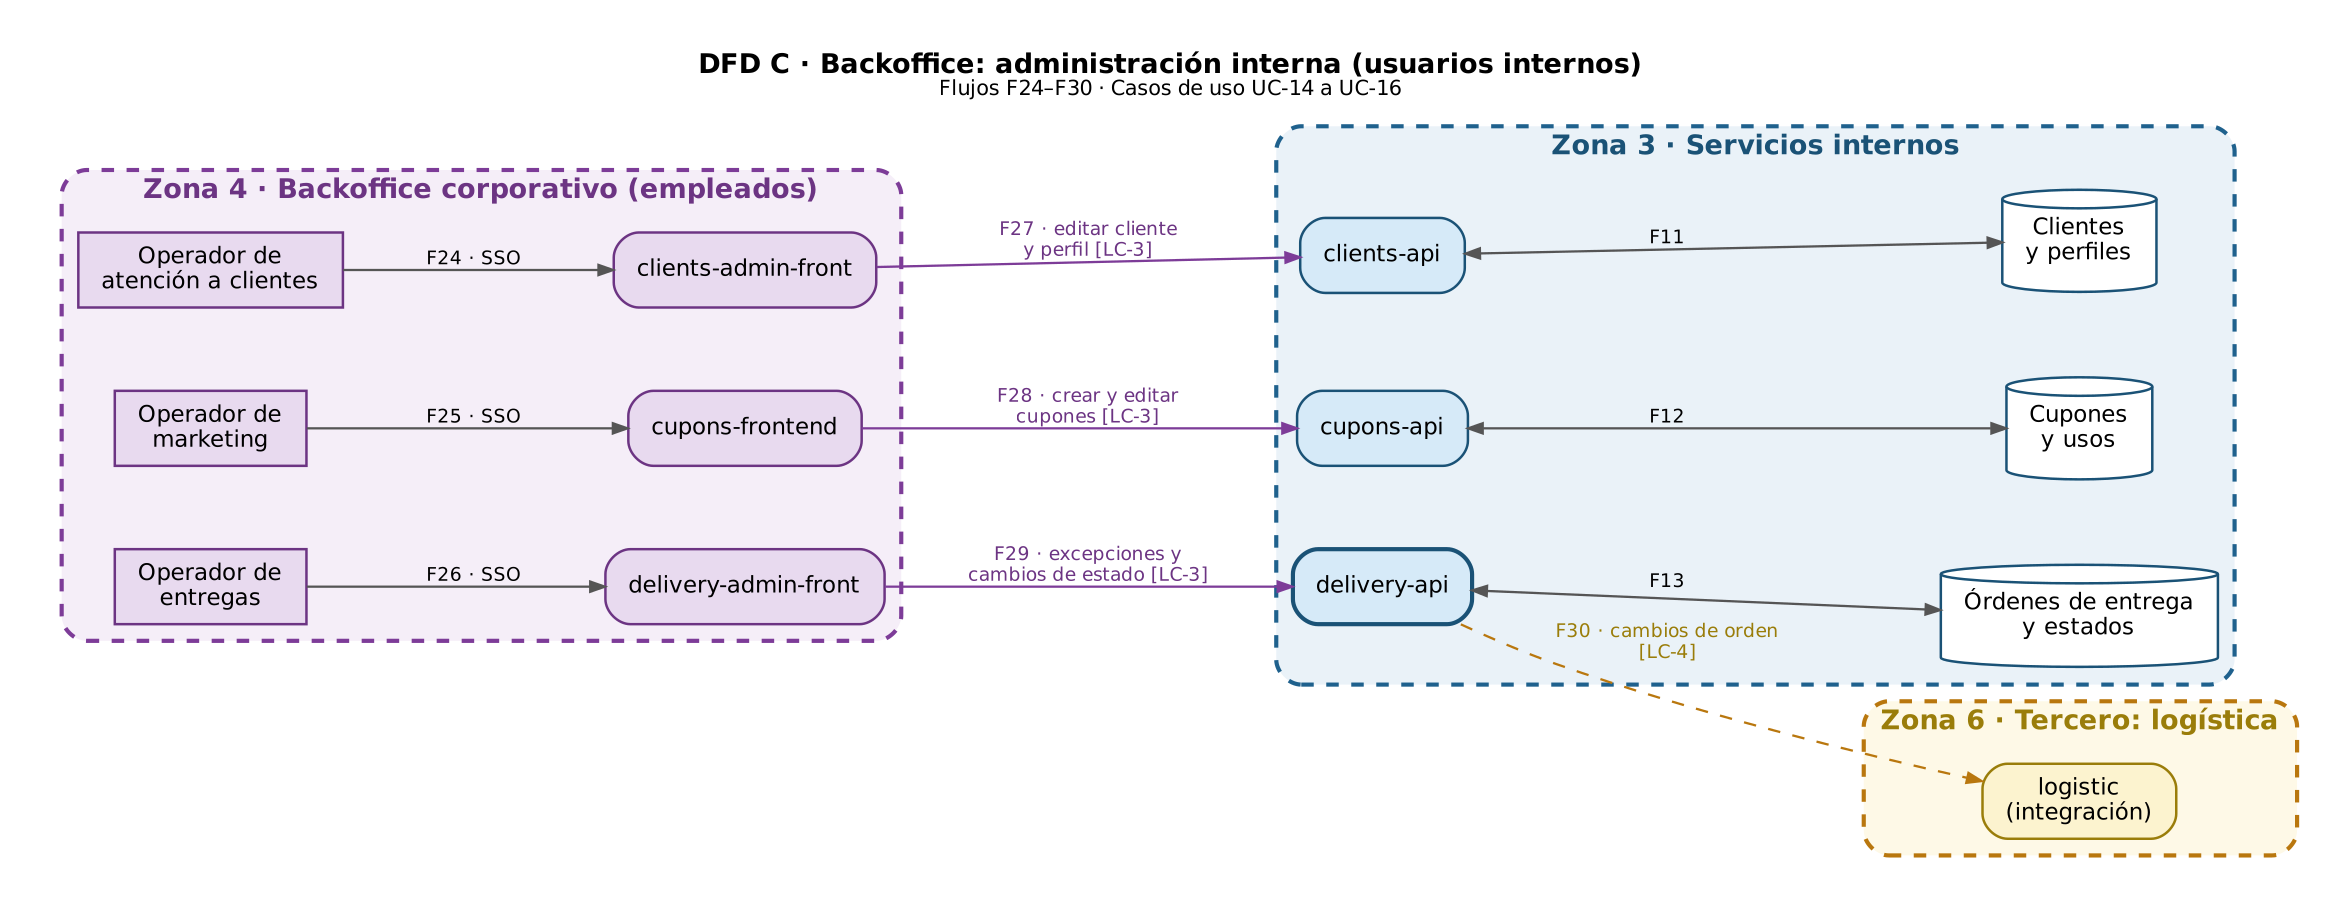 DFD C · Backoffice: administración interna (usuarios internos)
Flujos F24–F30 · Casos de uso UC-14 a UC-16
Zona 4 · Backoffice corporativo (empleados)
Operador de
atención a clientes
F24 · SSO
clients-admin-front
Operador de
marketing
F25 · SSO
cupons-frontend
Operador de
entregas
F26 · SSO
delivery-admin-front
F27 · editar cliente
y perfil [LC-3]
F28 · crear y editar
cupones [LC-3]
F29 · excepciones y
cambios de estado [LC-3]
Zona 3 · Servicios internos
clients-api
F11
Clientes
y perfiles
cupons-api
F12
Cupones
y usos
delivery-api
F13
Órdenes de entrega
y estados
F30 · cambios de orden
[LC-4]
Zona 6 · Tercero: logística
logistic
(integración)